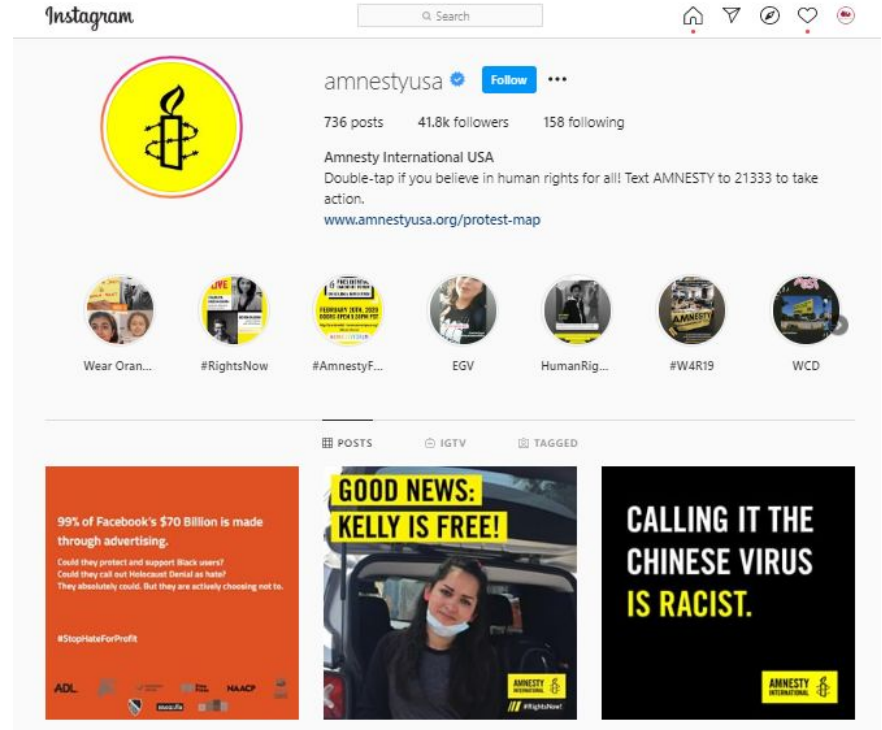 Instagram
Search
amnestyusa Follow
736 posts 41.8k followers 158 following
Amnesty International USA
Double-tap if you believe in human rights for all! Text AMNESTY to 21333 to take
action.
www.amnestyusa.org/protest-map
LIVE
FEBRUARY 20TH, 2020
AMNESTY
Wear Oran... #RightsNow #AmnestyF... EGV HumanRig... #W4R19 WCD
POSTS IGTV TAGGED
99% of Facebook's $70 Billion is made
through advertising.
Could they protect and support Black users?
Could they call out Holocaust Denial as hate?
They absolutely could. But they are actively choosing not to.
#StopHateForProfit
ADL
NAACP
GOOD NEWS:
KELLY IS FREE!
AMNESTY
INTERNATIONAL
#RightsNow!
CALLING IT THE
CHINESE VIRUS
IS RACIST.
AMNESTY
INTERNATIONAL